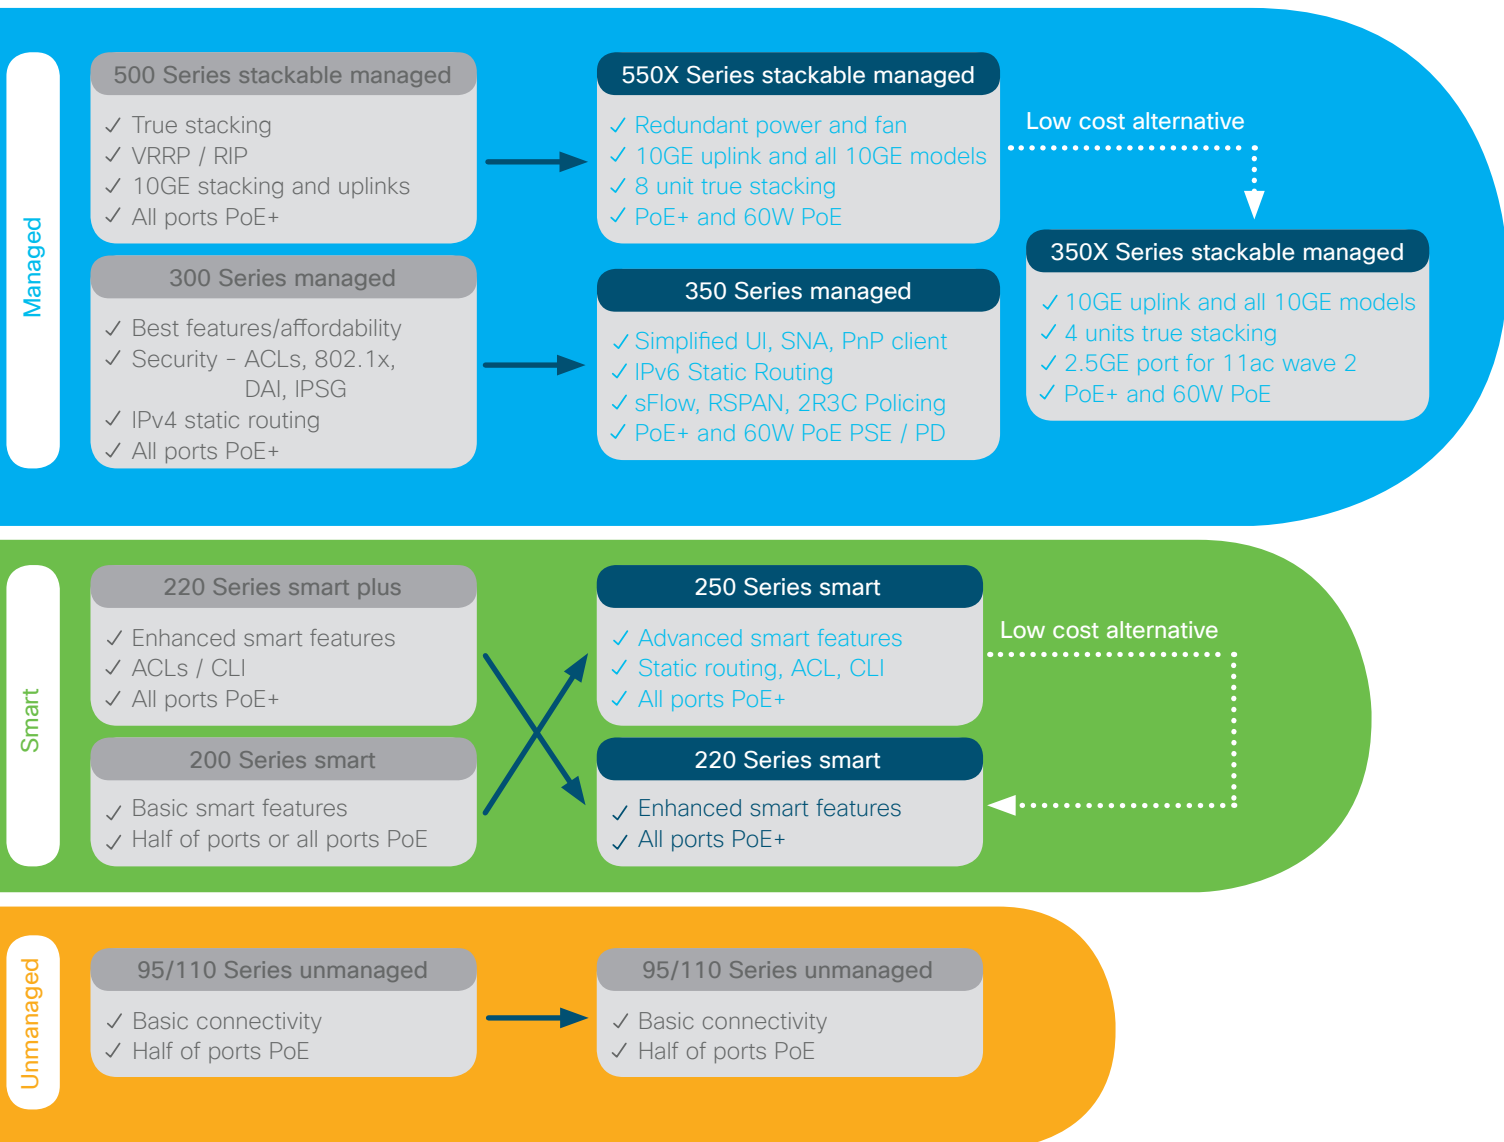 Managed
500 Series stackable managed
✓ True stacking
✓ VRRP / RIP
✓ 10GE stacking and uplinks
✓ All ports PoE+
550X Series stackable managed
✓ Redundant power and fan
✓ 10GE uplink and all 10GE models
✓ 8 unit true stacking
✓ PoE+ and 60W PoE
Low cost alternative
350X Series stackable managed
✓ 10GE uplink and all 10GE models
✓ 4 units true stacking
✓ 2.5GE port for 11ac wave 2
✓ PoE+ and 60W PoE
300 Series managed
✓ Best features/affordability
✓ Security - ACLs, 802.1x,
DAI, IPSG
✓ IPv4 static routing
✓ All ports PoE+
350 Series managed
✓ Simplified UI, SNA, PnP client
✓ IPv6 Static Routing
✓ sFlow, RSPAN, 2R3C Policing
✓ PoE+ and 60W PoE PSE / PD
Smart
220 Series smart plus
✓ Enhanced smart features
✓ ACLs / CLI
✓ All ports PoE+
250 Series smart
✓ Advanced smart features
✓ Static routing, ACL, CLI
✓ All ports PoE+
Low cost alternative
200 Series smart
✓ Basic smart features
✓ Half of ports or all ports PoE
220 Series smart
✓ Enhanced smart features
✓ All ports PoE+
Unmanaged
95/110 Series unmanaged
✓ Basic connectivity
✓ Half of ports PoE
95/110 Series unmanaged
✓ Basic connectivity
✓ Half of ports PoE